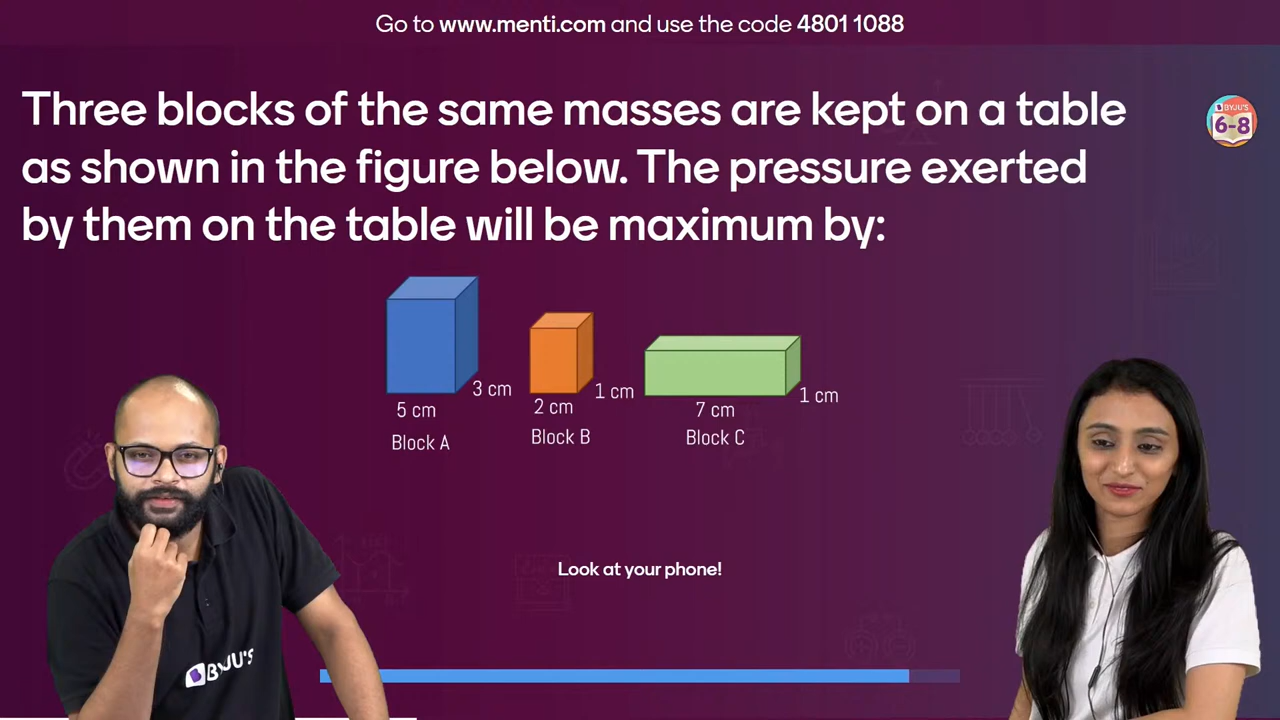 Go to www.menti.com and use the code 4801 1088
Three blocks of the same masses are kept on a table
as shown in the figure below. The pressure exerted
by them on the table will be maximum by:
BYJU'S
6-8
3 cm
1 cm
1 cm
5 cm
2 cm
7 cm
Block A
Block B
Block C
Look at your phone!
BYJU'S